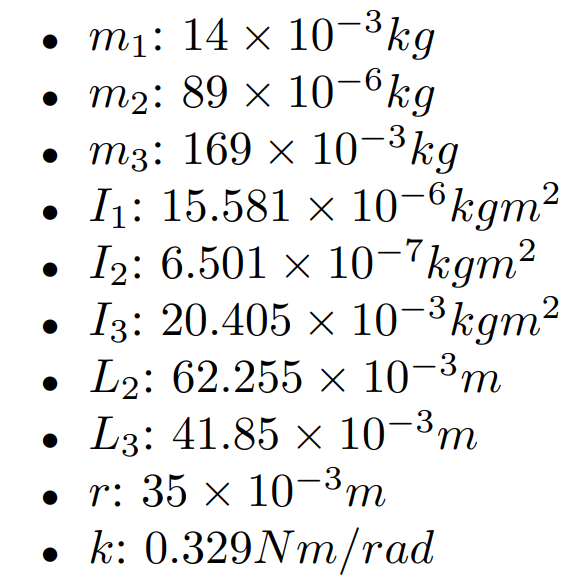 • m₁: 14 × 10⁻³kg
• m₂: 89 × 10⁻⁶kg
• m₃: 169 × 10⁻³kg
• I₁: 15.581 × 10⁻⁶kgm²
• I₂: 6.501 × 10⁻⁷kgm²
• I₃: 20.405 × 10⁻³kgm²
• L₂: 62.255 × 10⁻³m
• L₃: 41.85 × 10⁻³m
• r: 35 × 10⁻³m
• k: 0.329Nm/rad